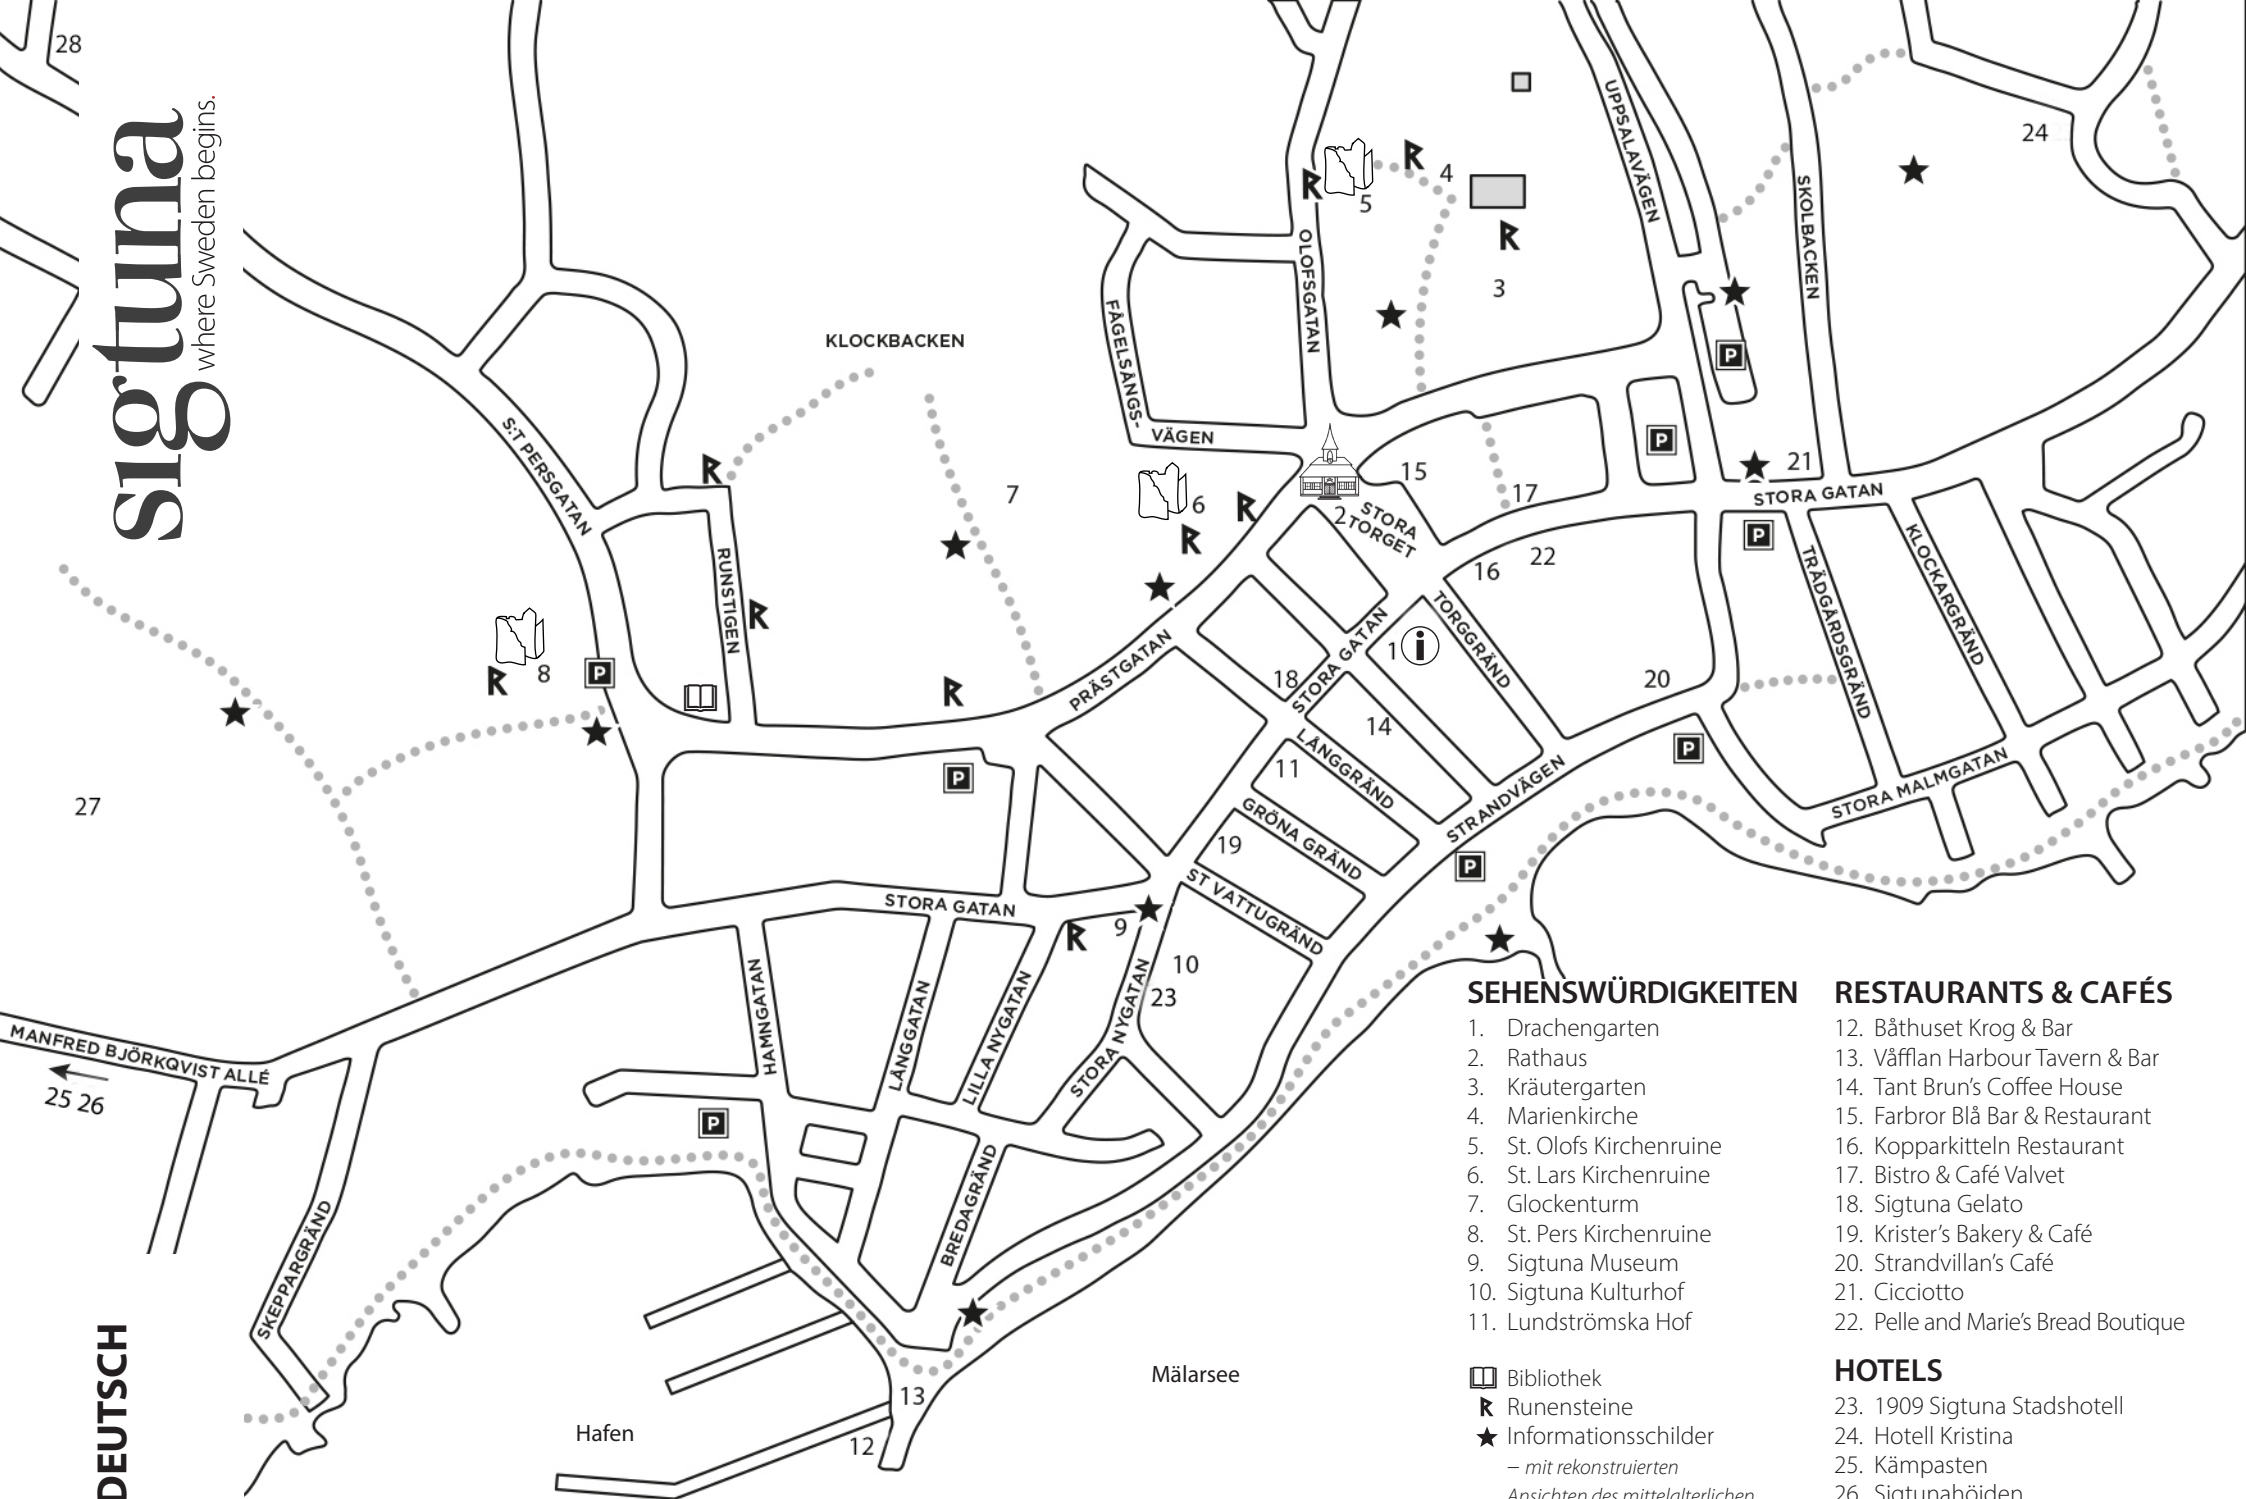 28
sigtuna
where Sweden begins.
24
UPPSALAVÄGEN
SKOLBACKEN
R
R
4
5
R
3
OLOFSGATAN
FÅGELSÅNGS-
VÄGEN
KLOCKBACKEN
P
P
S:T PERSGATAN
R
7
6
R
R
15
17
21
STORA GATAN
2
STORA
TORGET
P
22
16
KLOCKARGRÄND
TRÄDGÅRDSGRÄND
RUNSTIGEN
R
R
8
P
R
PRÄSTGATAN
18
STORA GATAN
1
i
TORGGRÄND
20
14
P
27
P
11
LÅNGGRÄND
STRANDVÄGEN
STORA MALMGATAN
GRÖNA GRÄND
19
P
ST VATTUGRÄND
STORA GATAN
R
9
10
23
HAMNGATAN
LÅNGGATAN
LILLA NYGATAN
STORA NYGATAN
MANFRED BJÖRKQVIST ALLÉ
25 26
P
BREDAGRÄND
SKEPPARGRÄND
DEUTSCH
Mälarsee
Hafen
13
12
SEHENSWÜRDIGKEITEN
1. Drachengarten
2. Rathaus
3. Kräutergarten
4. Marienkirche
5. St. Olofs Kirchenruine
6. St. Lars Kirchenruine
7. Glockenturm
8. St. Pers Kirchenruine
9. Sigtuna Museum
10. Sigtuna Kulturhof
11. Lundströmska Hof
Bibliothek
R Runensteine
Informationsschilder
– mit rekonstruierten
Ansichten des mittelalterlichen
RESTAURANTS & CAFÉS
12. Båthuset Krog & Bar
13. Våfflan Harbour Tavern & Bar
14. Tant Brun's Coffee House
15. Farbror Blå Bar & Restaurant
16. Kopparkitteln Restaurant
17. Bistro & Café Valvet
18. Sigtuna Gelato
19. Krister's Bakery & Café
20. Strandvillan's Café
21. Cicciotto
22. Pelle and Marie's Bread Boutique
HOTELS
23. 1909 Sigtuna Stadshotell
24. Hotell Kristina
25. Kämpasten
26. Sigtunahöjden